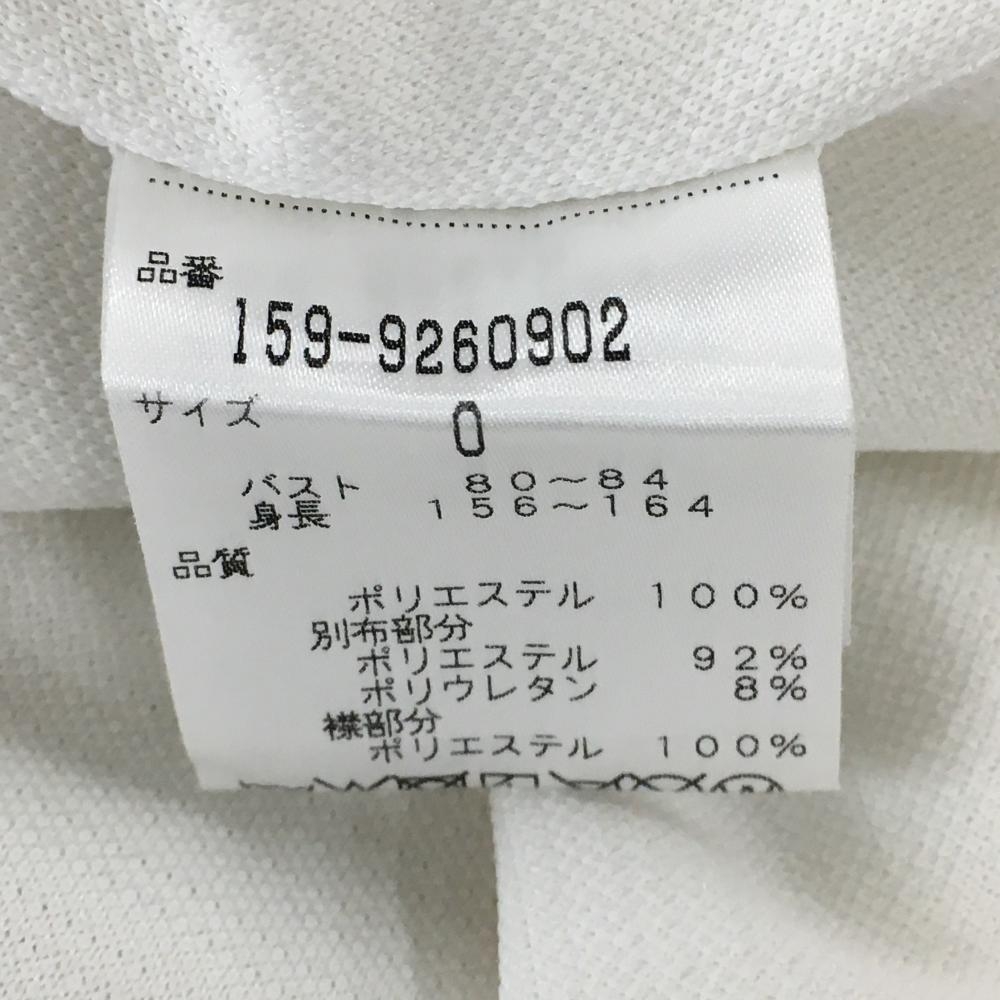 品番
159-9260902
サイズ 0
バスト 80～84
身長 156～164
品質
ポリエステル 100%
別布部分
ポリエステル 92%
ポリウレタン 8%
襟部分
ポリエステル 100%